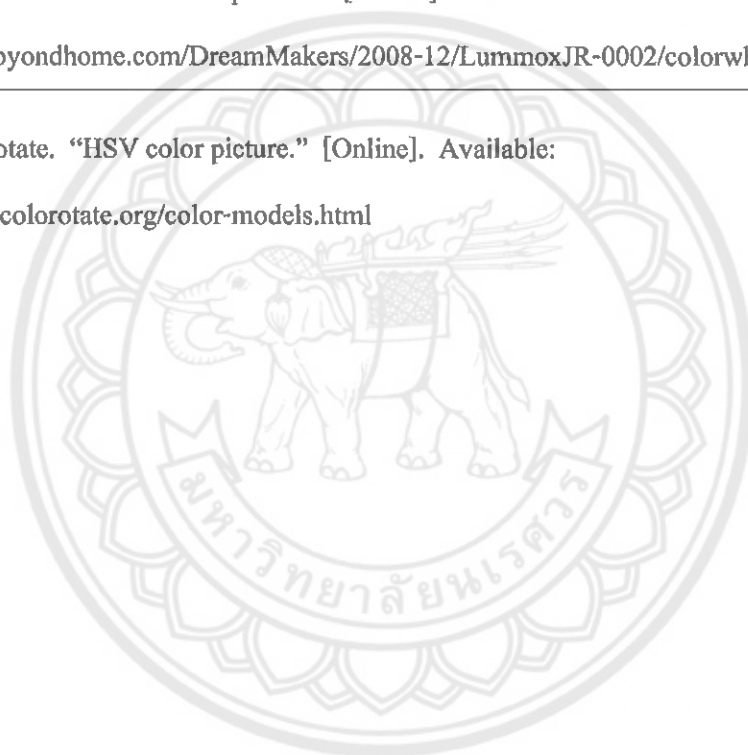 byondhome.com/DreamMakers/2008-12/LummoxJR-0002/colorwl
otate. “HSV color picture.” [Online]. Available:
colorotate.org/color-models.html
มหาวิทยาลัยนเรศวร